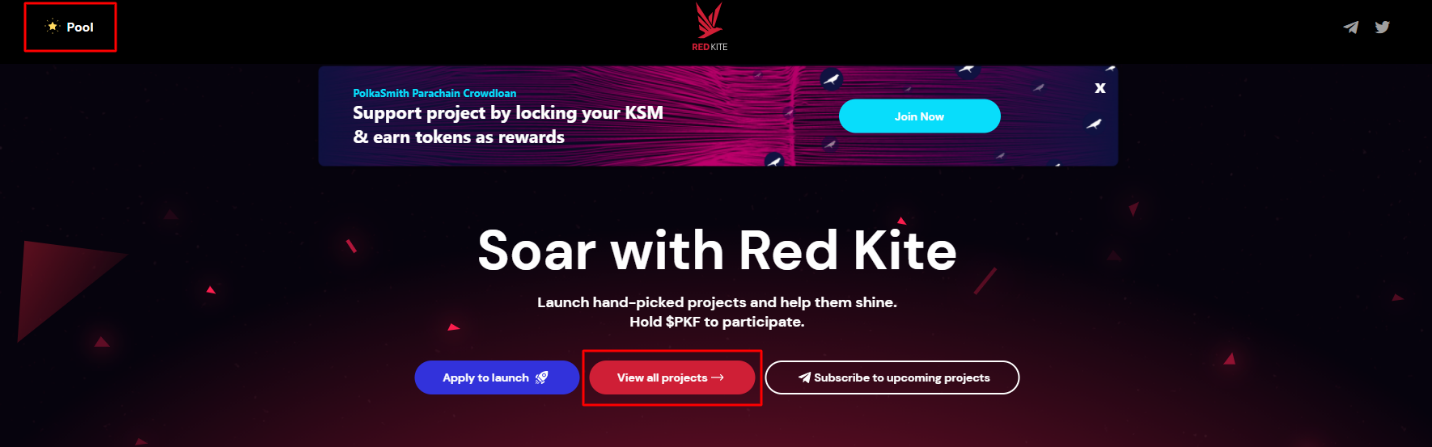 Pool
REDKITE
PolkaSmith Parachain Crowdloan
Support project by locking your KSM
& earn tokens as rewards
Join Now
X
Soar with Red Kite
Launch hand-picked projects and help them shine.
Hold $PKF to participate.
Apply to launch
View all projects →
Subscribe to upcoming projects